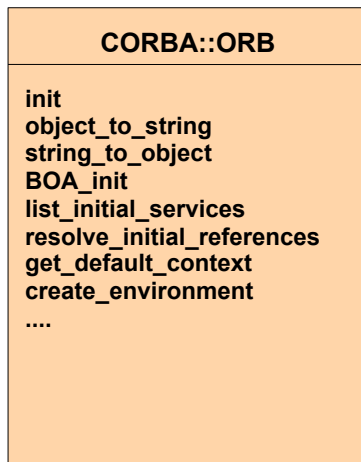 CORBA::ORB
init
object_to_string
string_to_object
BOA_init
list_initial_services
resolve_initial_references
get_default_context
create_environment
....